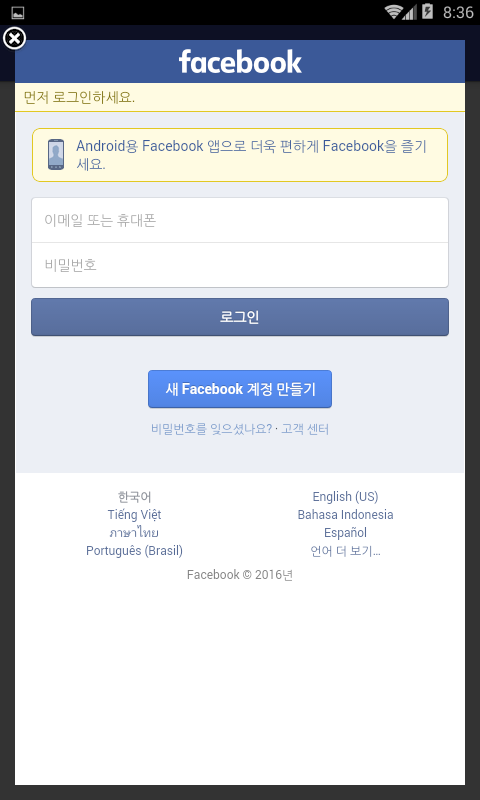 8:36
facebook
먼저 로그인하세요.
Android용 Facebook 앱으로 더욱 편하게 Facebook을 즐기
세요.
이메일 또는 휴대폰
비밀번호
로그인
새 Facebook 계정 만들기
비밀번호를 잊으셨나요? · 고객 센터
한국어 English (US)
Tiếng Việt Bahasa Indonesia
ภาษาไทย Español
Português (Brasil) 언어 더 보기...
Facebook © 2016년